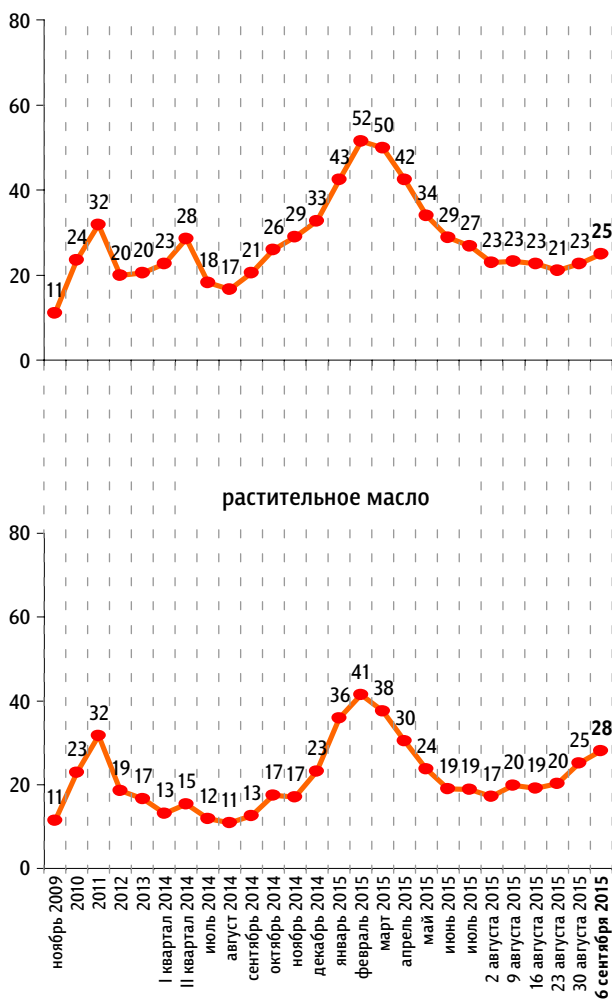 80
60
40
20
0
11
24
32
20
20
23
28
18
17
21
26
29
33
43
52
50
42
34
29
27
23
23
23
21
23
25
растительное масло
80
60
40
20
0
11
23
32
19
17
13
15
12
11
13
17
17
23
36
41
38
30
24
19
19
17
20
19
20
25
28
ноябрь 2009
2010
2011
2012
2013
I квартал 2014
II квартал 2014
июль 2014
август 2014
сентябрь 2014
октябрь 2014
ноябрь 2014
декабрь 2014
январь 2015
февраль 2015
март 2015
апрель 2015
май 2015
июнь 2015
июль 2015
2 августа 2015
9 августа 2015
16 августа 2015
23 августа 2015
30 августа 2015
6 сентября 2015